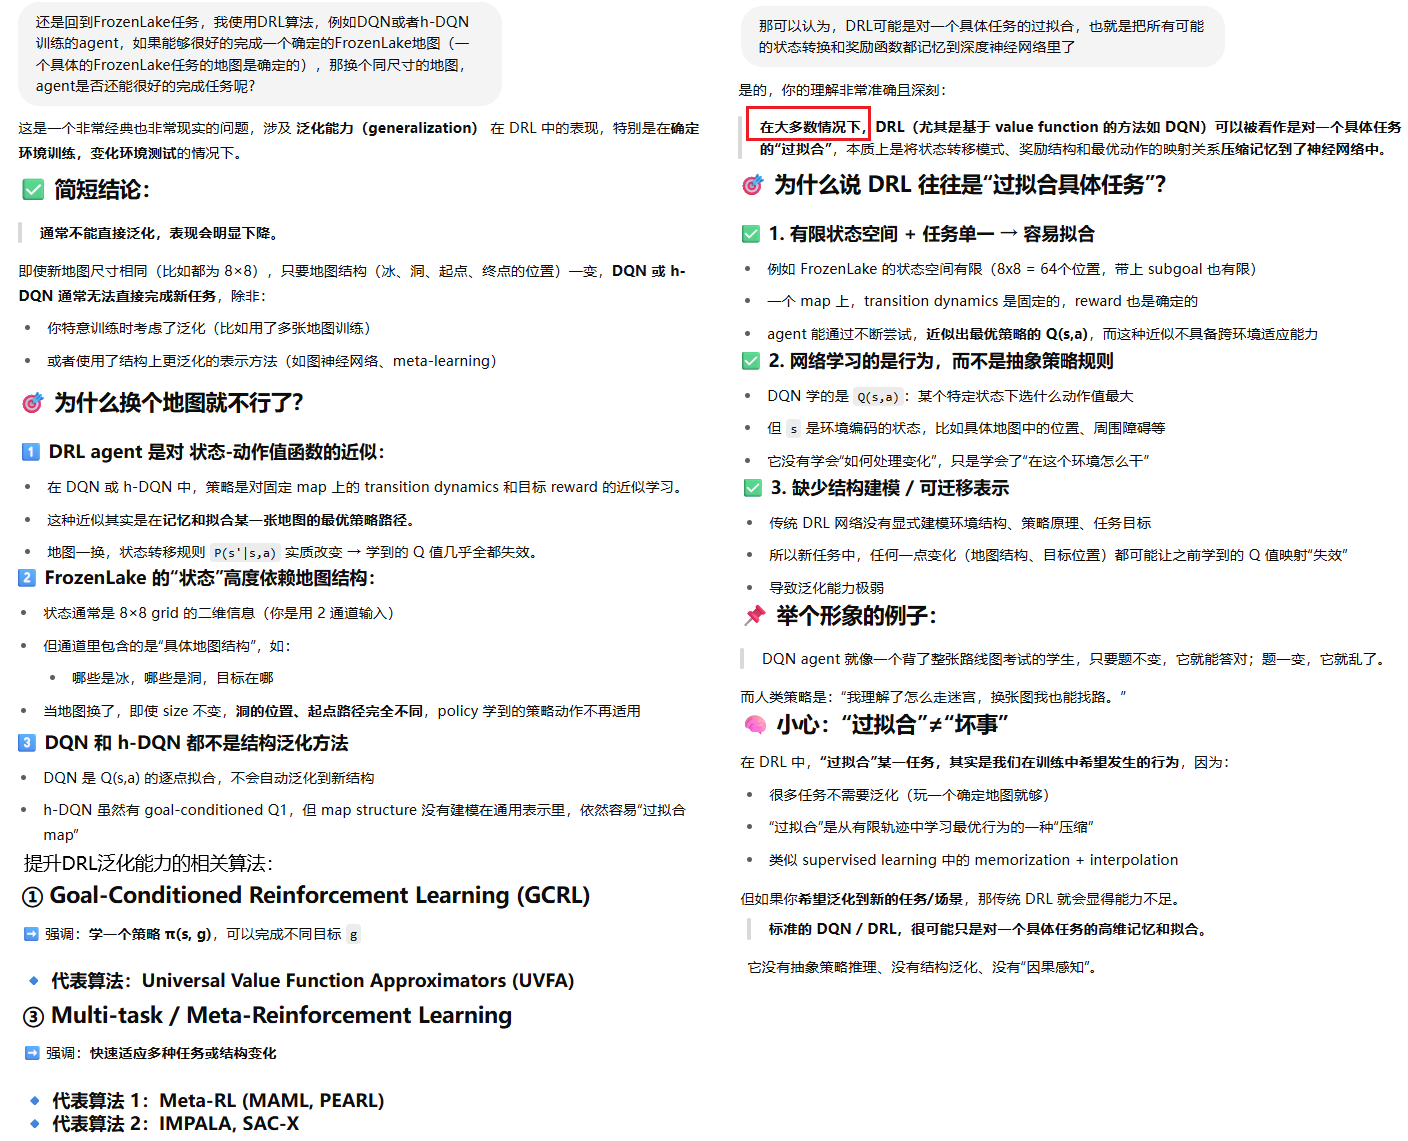 还是回到FrozenLake任务，我使用DRL算法，例如DQN或者h-DQN
训练的agent，如果能够很好的完成一个确定的FrozenLake地图（一
个具体的FrozenLake任务的地图是确定的），那换个同尺寸的地图，
agent是否还能很好的完成任务呢？
这是一个非常经典也非常现实的问题，涉及 泛化能力（generalization） 在 DRL 中的表现，特别是在确定
环境训练，变化环境测试的情况下。
✅ 简短结论：
通常不能直接泛化，表现会明显下降。
即使新地图尺寸相同（比如都为 8×8），只要地图结构（冰、洞、起点、终点的位置）一变，DQN 或 h-
DQN 通常无法直接完成新任务，除非：
• 你特意训练时考虑了泛化（比如用了多张地图训练）
• 或者使用了结构上更泛化的表示方法（如图神经网络、meta-learning）
🎯 为什么换个地图就不行了？
1️⃣ DRL agent 是对 状态-动作值函数的近似：
• 在 DQN 或 h-DQN 中，策略是对固定 map 上的 transition dynamics 和目标 reward 的近似学习。
• 这种近似其实是在记忆和拟合某一张地图的最优策略路径。
• 地图一换，状态转移规则 P(s'|s,a) 实质改变 → 学到的 Q 值几乎全都失效。
2️⃣ FrozenLake 的“状态”高度依赖地图结构：
• 状态通常是 8×8 grid 的二维信息（你是用 2 通道输入）
• 但通道里包含的是“具体地图结构”，如：
• 哪些是冰，哪些是洞，目标在哪
• 当地图换了，即使 size 不变，洞的位置、起点路径完全不同，policy 学到的策略动作不再适用
3️⃣ DQN 和 h-DQN 都不是结构泛化方法
• DQN 是 Q(s,a) 的逐点拟合，不会自动泛化到新结构
• h-DQN 虽然有 goal-conditioned Q1，但 map structure 没有建模在通用表示里，依然容易“过拟合
map”
提升DRL泛化能力的相关算法：
① Goal-Conditioned Reinforcement Learning (GCRL)
➡️ 强调：学一个策略 π(s, g)，可以完成不同目标 g
🔹 代表算法：Universal Value Function Approximators (UVFA)
③ Multi-task / Meta-Reinforcement Learning
➡️ 强调：快速适应多种任务或结构变化
🔹 代表算法 1：Meta-RL (MAML, PEARL)
🔹 代表算法 2：IMPALA, SAC-X
那可以认为，DRL可能是对一个具体任务的过拟合，也就是把所有可能
的状态转换和奖励函数都记忆到深度神经网络里了
是的，你的理解非常准确且深刻：
在大多数情况下，DRL（尤其是基于 value function 的方法如 DQN）可以被看作是对一个具体任务
的“过拟合”，本质上是将状态转移模式、奖励结构和最优动作的映射关系压缩记忆到了神经网络中。
🎯 为什么说 DRL 往往是“过拟合具体任务”？
✅ 1. 有限状态空间 + 任务单一 → 容易拟合
• 例如 FrozenLake 的状态空间有限（8x8 = 64个位置，带上 subgoal 也有限）
• 一个 map 上，transition dynamics 是固定的，reward 也是确定的
• agent 能通过不断尝试，近似出最优策略的 Q(s,a)，而这种近似不具备跨环境适应能力
✅ 2. 网络学习的是行为，而不是抽象策略规则
• DQN 学的是 Q(s,a)：某个特定状态下选什么动作值最大
• 但 s 是环境编码的状态，比如具体地图中的位置、周围障碍等
• 它没有学会“如何处理变化”，只是学会了“在这个环境怎么干”
✅ 3. 缺少结构建模 / 可迁移表示
• 传统 DRL 网络没有显式建模环境结构、策略原理、任务目标
• 所以新任务中，任何一点变化（地图结构、目标位置）都可能让之前学到的 Q 值映射“失效”
• 导致泛化能力极弱
📌 举个形象的例子：
DQN agent 就像一个背了整张路线图考试的学生，只要题不变，它就能答对；题一变，它就乱了。
而人类策略是：“我理解了怎么走迷宫，换张图我也能找路。”
🧠 小心：“过拟合”≠“坏事”
在 DRL 中，“过拟合”某一任务，其实是我们在训练中希望发生的行为，因为：
• 很多任务不需要泛化（玩一个确定地图就够）
• “过拟合”是从有限轨迹中学习最优行为的一种“压缩”
• 类似 supervised learning 中的 memorization + interpolation
但如果你希望泛化到新的任务/场景，那传统 DRL 就会显得能力不足。
标准的 DQN / DRL，很可能只是对一个具体任务的高维记忆和拟合。
它没有抽象策略推理、没有结构泛化、没有“因果感知”。